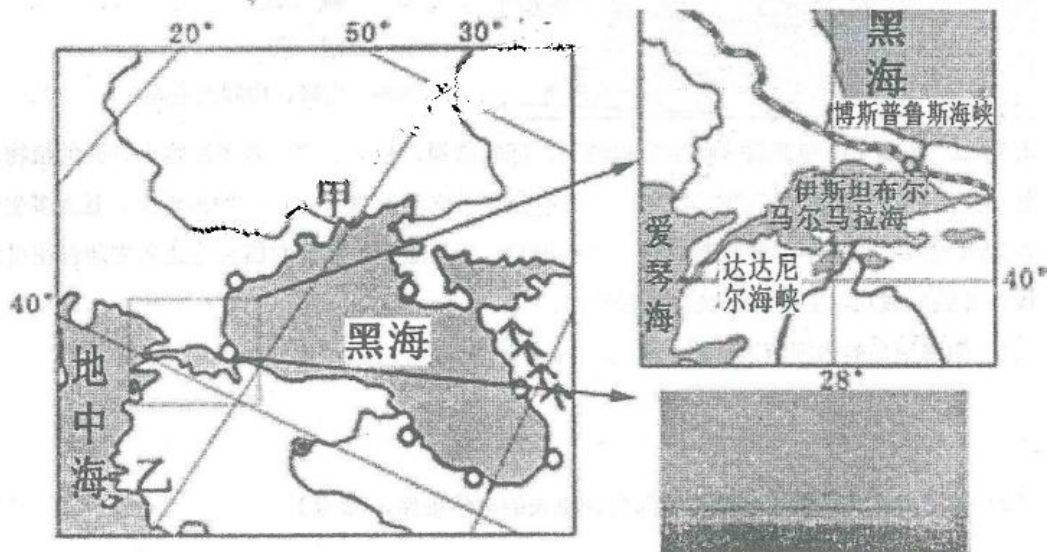 20°
50°
30°
40°
甲
黑海
地中海
乙
黑海
博斯普鲁斯海峡
伊斯坦布尔
马尔马拉海
爱琴海
达达尼
尔海峡
40°
28°